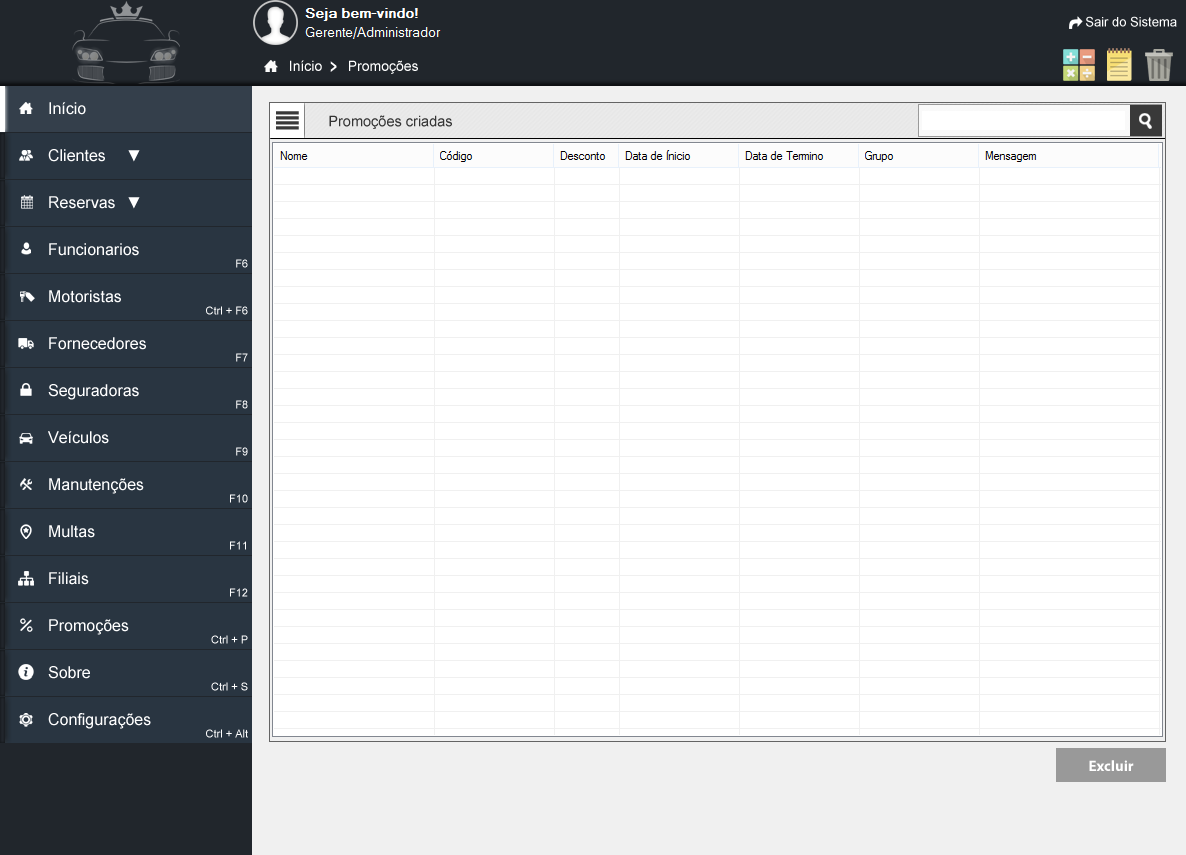 Seja bem-vindo!
Gerente/Administrador
Sair do Sistema
Início
Promoções
Início
Clientes
Reservas
Funcionarios
F6
Motoristas
Ctrl + F6
Fornecedores
F7
Seguradoras
F8
Veículos
F9
Manutenções
F10
Multas
F11
Filiais
F12
Promoções
Ctrl + P
Sobre
Ctrl + S
Configurações
Ctrl + Alt
Promoções criadas
Nome Código Desconto Data de Ínicio Data de Termino Grupo Mensagem
Excluir